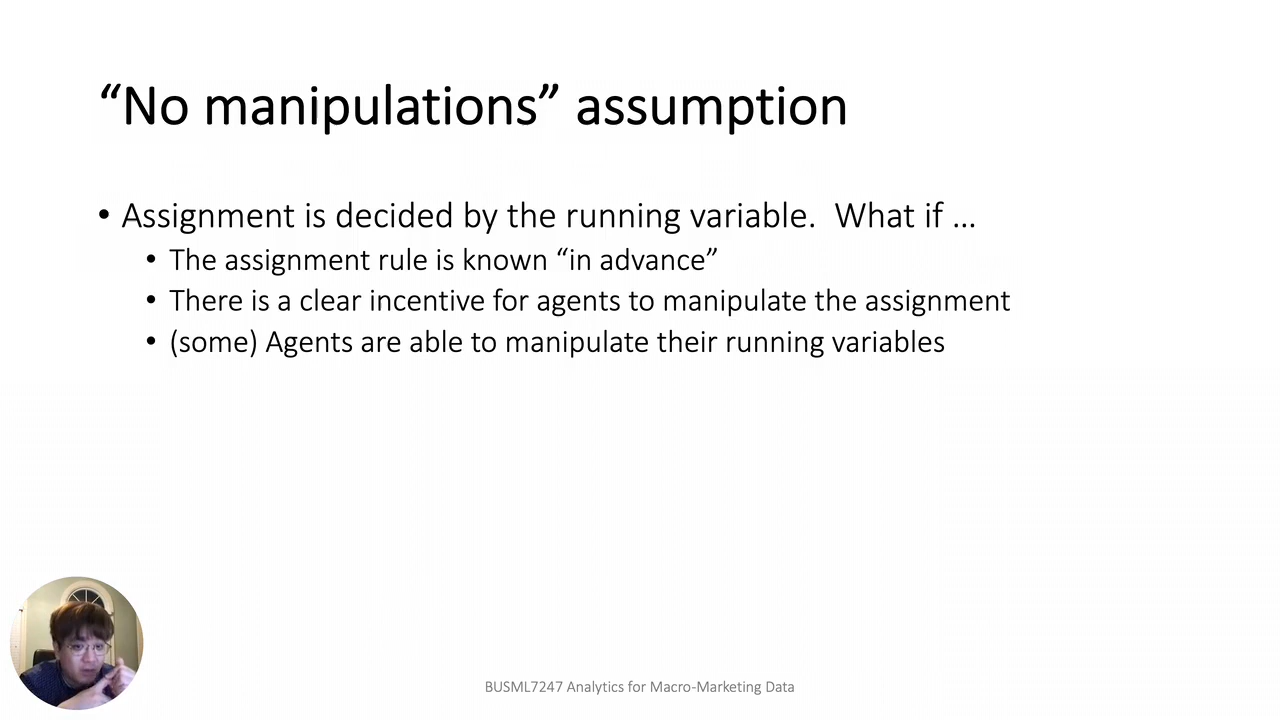 “No manipulations” assumption
• Assignment is decided by the running variable.  What if …
• The assignment rule is known “in advance”
• There is a clear incentive for agents to manipulate the assignment
• (some) Agents are able to manipulate their running variables
BUSML7247 Analytics for Macro-Marketing Data